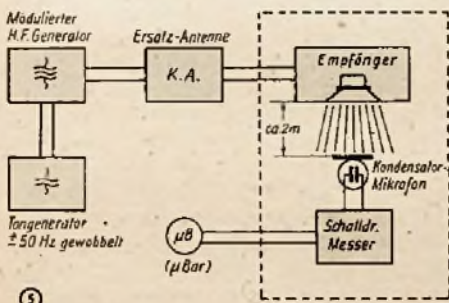 Modulierter
H.F. Generator
Ersatz-Antenne
K.A.
Empfänger
ca. 2m
Kondensator-
Mikrofon
Tongenerator
± 50 Hz gewobbelt
µB
(µBar)
Schalldr.
Messer
5